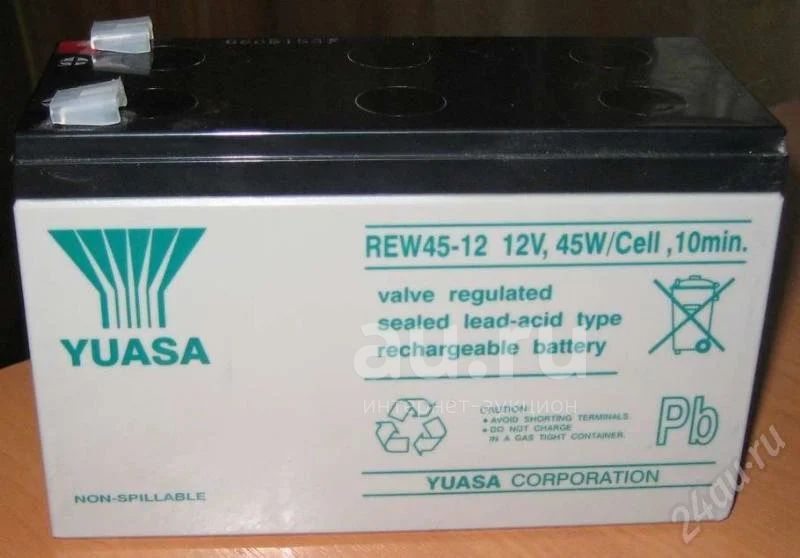 YUASA
NON-SPILLABLE
REW45-12 12V, 45W/Cell ,10min.
valve regulated
sealed lead-acid type
rechargeable battery
CAUTION:
• AVOID SHORTING TERMINALS.
• DO NOT CHARGE
IN A GAS TIGHT CONTAINER.
Pb
YUASA CORPORATION
au.ru
интернет-аукцион
24au.ru